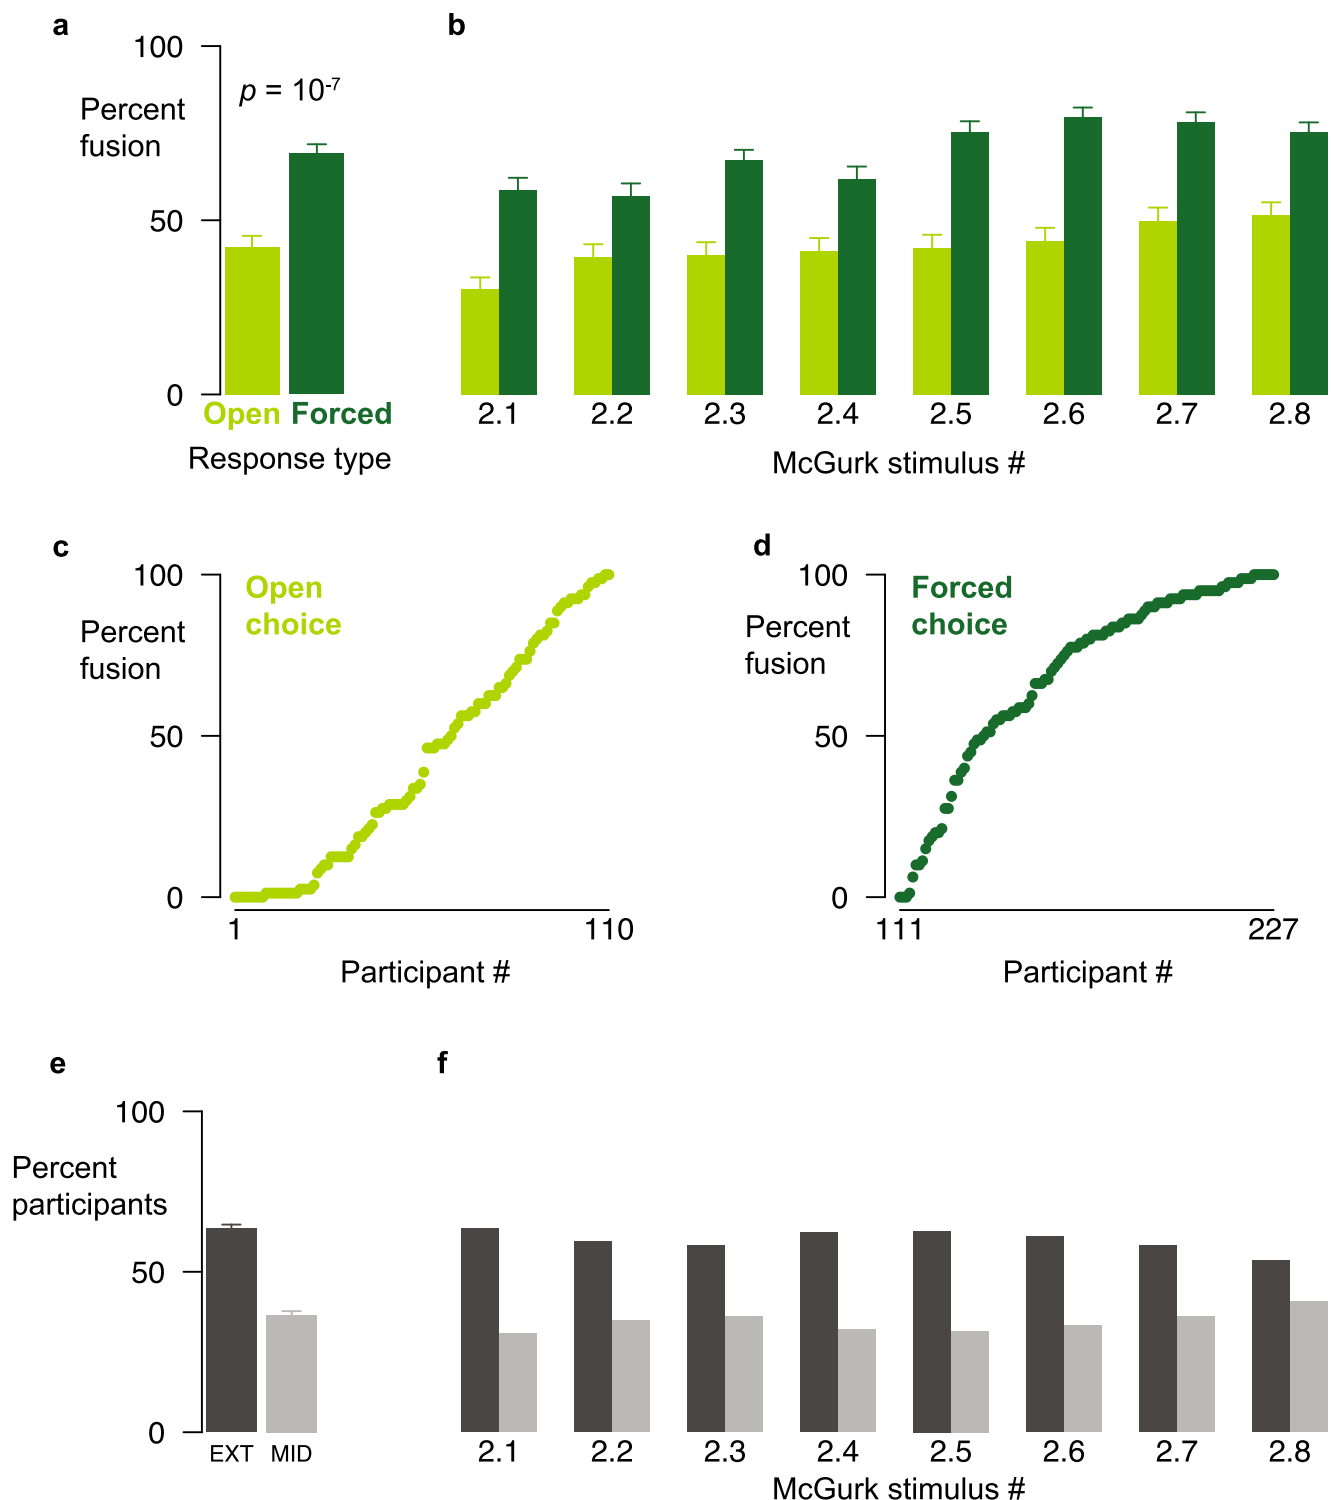 a
100
Percent
fusion
50
0
p = 10-7
Open Forced
Response type
b
2.1 2.2 2.3 2.4 2.5 2.6 2.7 2.8
McGurk stimulus #
c
100
Percent
fusion
50
0
Open
choice
1 110
Participant #
d
100
Percent
fusion
50
0
Forced
choice
111 227
Participant #
e
100
Percent
participants
50
0
EXT MID
f
2.1 2.2 2.3 2.4 2.5 2.6 2.7 2.8
McGurk stimulus #